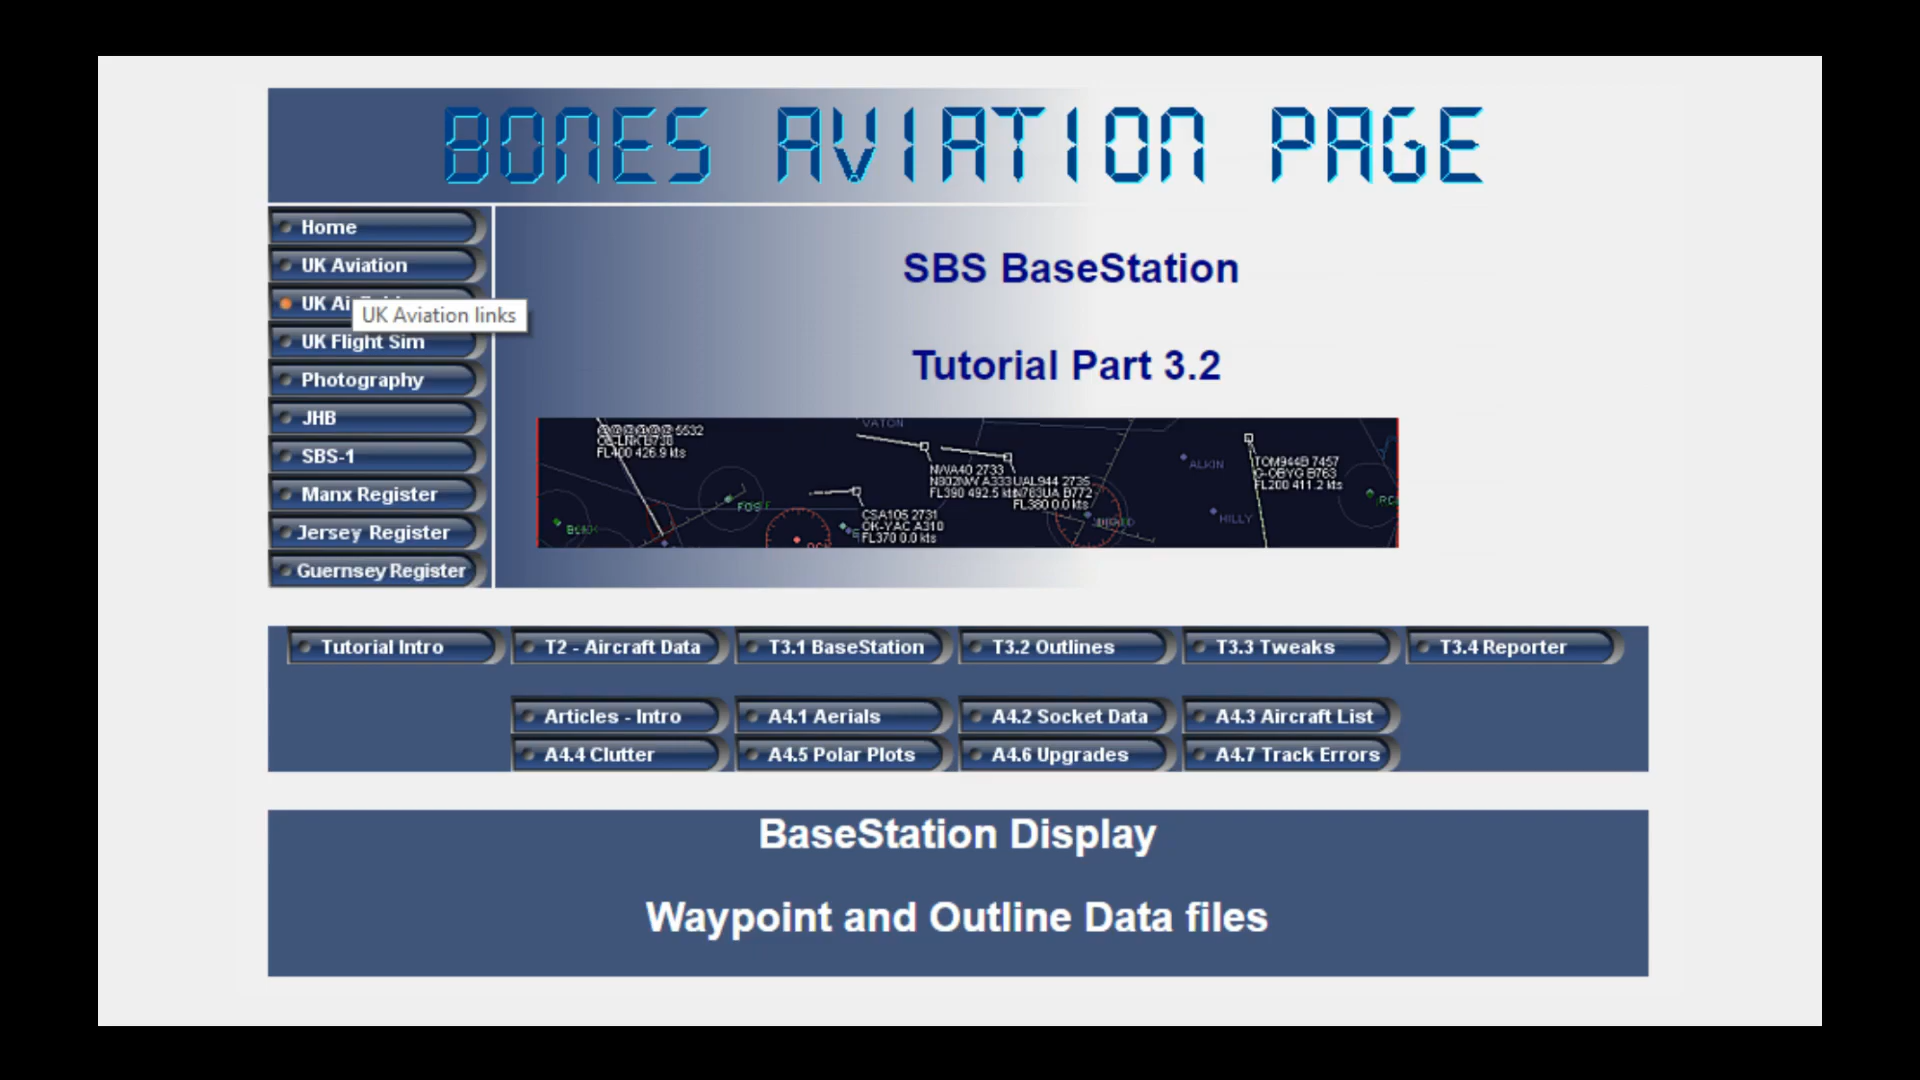 BONES AVIATION PAGE
Home
UK Aviation
UK Ai
UK Aviation links
UK Flight Sim
Photography
JHB
SBS-1
Manx Register
Jersey Register
Guernsey Register
SBS BaseStation
Tutorial Part 3.2
VATON
@@@@@@ 5532
FL400 426.9 kts
NWA40 2733
N802NW A333
FL390 492.5 kts
UAL944 2735
N783UA B772
FL380 0.0 kts
CSA105 2731
OK-YAC A310
FL370 0.0 kts
ALKIN
HILLY
TOM944B 7457
G-OBYG B763
FL200 411.2 kts
Tutorial Intro
T2 - Aircraft Data
T3.1 BaseStation
T3.2 Outlines
T3.3 Tweaks
T3.4 Reporter
Articles - Intro
A4.1 Aerials
A4.2 Socket Data
A4.3 Aircraft List
A4.4 Clutter
A4.5 Polar Plots
A4.6 Upgrades
A4.7 Track Errors
BaseStation Display
Waypoint and Outline Data files